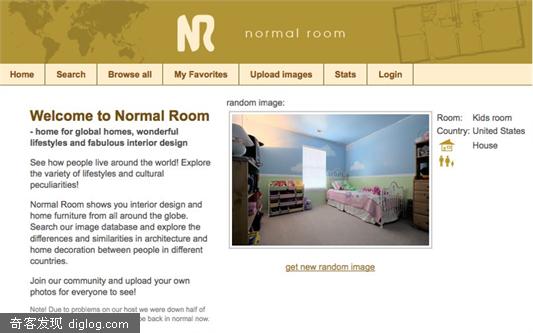 NR
normal room
Home
Search
Browse all
My Favorites
Upload images
Stats
Login
Welcome to Normal Room
- home for global homes, wonderful
lifestyles and fabulous interior design
See how people live around the world! Explore
the variety of lifestyles and cultural
peculiarities!
Normal Room shows you interior design and
home furniture from all around the globe.
Search our image database and explore the
differences and similarities in architecture and
home decoration between people in different
countries.
Join our community and upload your own
photos for everyone to see!
Note! Due to problems on our host we were down half of
be back in normal now.
random image:
get new random image
Room: Kids room
Country: United States
House
奇客发现 diglog.com